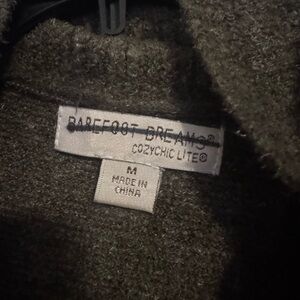 BAREFOOT DREAMS®
COZYCHIC LITE®
M
MADE IN
CHINA